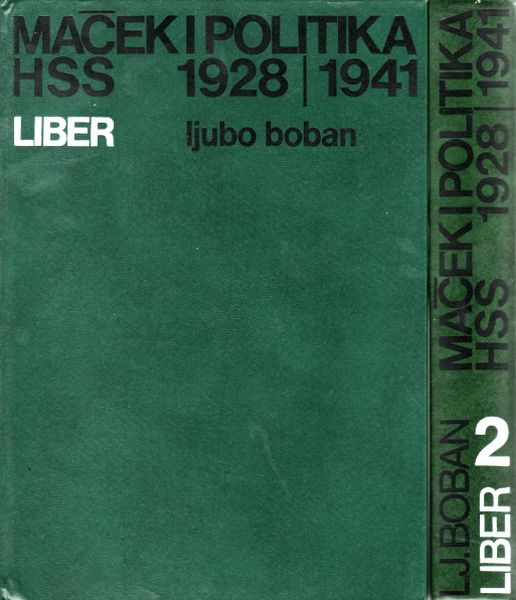 MAČEK I POLITIKA
HSS 1928 | 1941
LIBER ljubo boban
LJ. BOBAN MAČEK I POLITIKA
HSS 1928 | 1941
LIBER 2